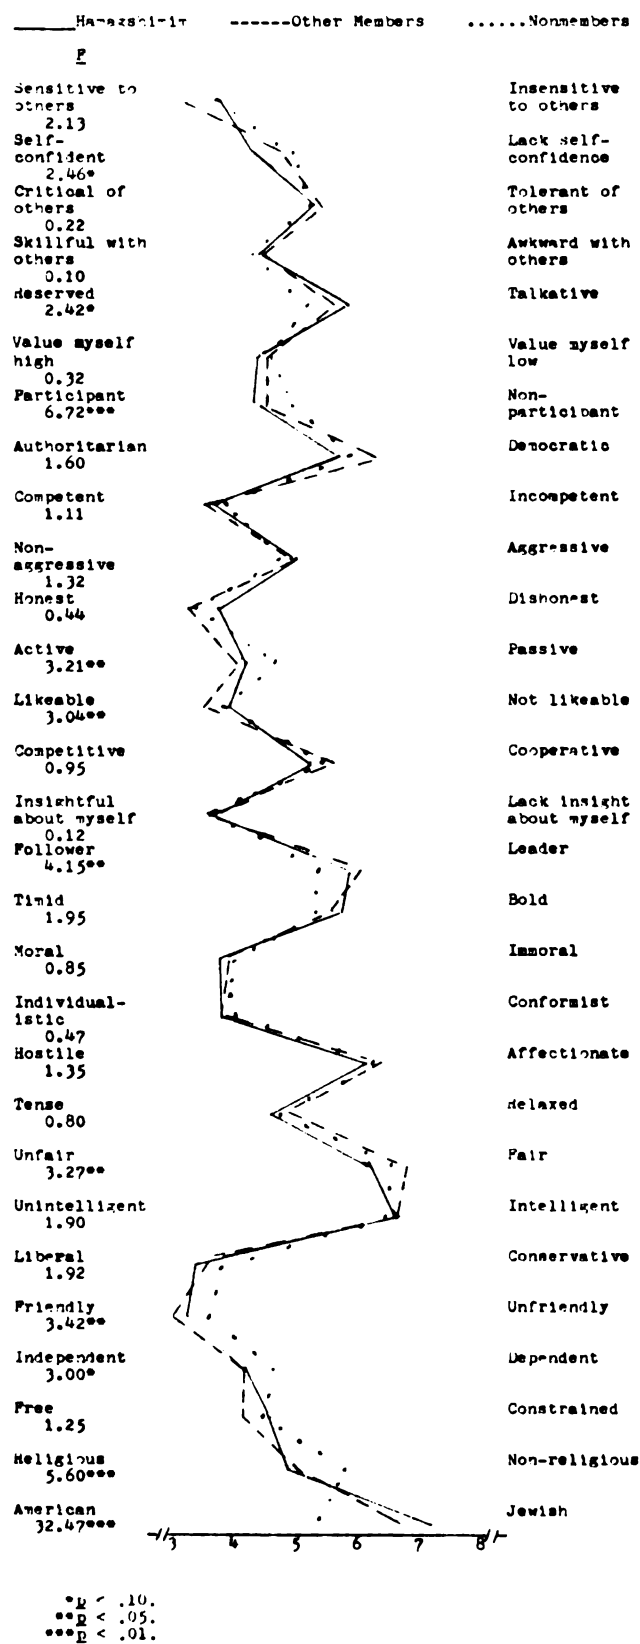 Hamakshivim Other Members Nonmembers
F
Sensitive to others 2.13 Insensitive to others
Self-confident 2.46* Lack self-confidence
Critical of others 0.22 Tolerant of others
Skillful with others 0.10 Awkward with others
Reserved 2.42* Talkative
Value myself high 0.32 Value myself low
Participant 6.72*** Non-participant
Authoritarian 1.60 Democratic
Competent 1.11 Incompetent
Non-aggressive 1.32 Aggressive
Honest 0.44 Dishonest
Active 3.21** Passive
Likeable 3.04** Not likeable
Competitive 0.95 Cooperative
Insightful about myself 0.12 Lack insight about myself
Follower 4.15** Leader
Timid 1.95 Bold
Moral 0.85 Immoral
Individual-istic 0.47 Conformist
Hostile 1.35 Affectionate
Tense 0.80 Relaxed
Unfair 3.27** Fair
Unintelligent 1.90 Intelligent
Liberal 1.92 Conservative
Friendly 3.42** Unfriendly
Independent 3.00* Dependent
Free 1.25 Constrained
Religious 5.60*** Non-religious
American 32.47*** Jewish
3 4 5 6 7 8
*p < .10.
**p < .05.
***p < .01.